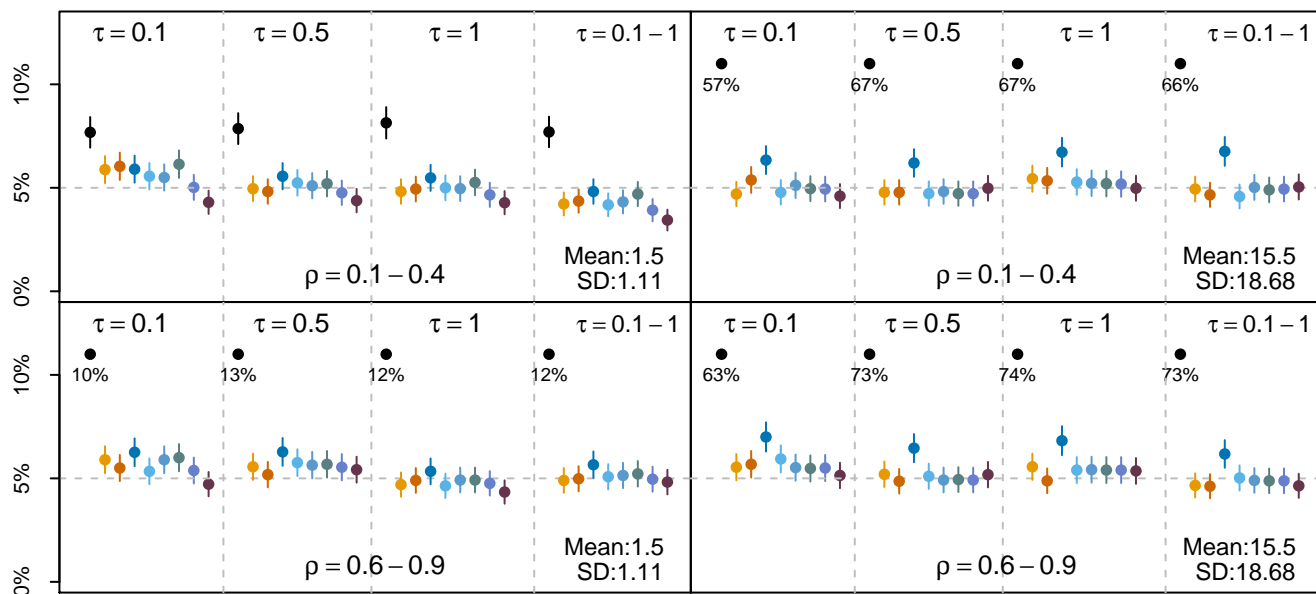 τ = 0.1 τ = 0.5 τ = 1 τ = 0.1 − 1 τ = 0.1 τ = 0.5 τ = 1 τ = 0.1 − 1
10%
57% 67% 67% 66%
5%
Mean:1.5 Mean:15.5
ρ = 0.1 − 0.4 SD:1.11 ρ = 0.1 − 0.4 SD:18.68
0%
τ = 0.1 τ = 0.5 τ = 1 τ = 0.1 − 1 τ = 0.1 τ = 0.5 τ = 1 τ = 0.1 − 1
10%
10% 13% 12% 12% 63% 73% 74% 73%
5%
Mean:1.5 Mean:15.5
ρ = 0.6 − 0.9 SD:1.11 ρ = 0.6 − 0.9 SD:18.68
0%